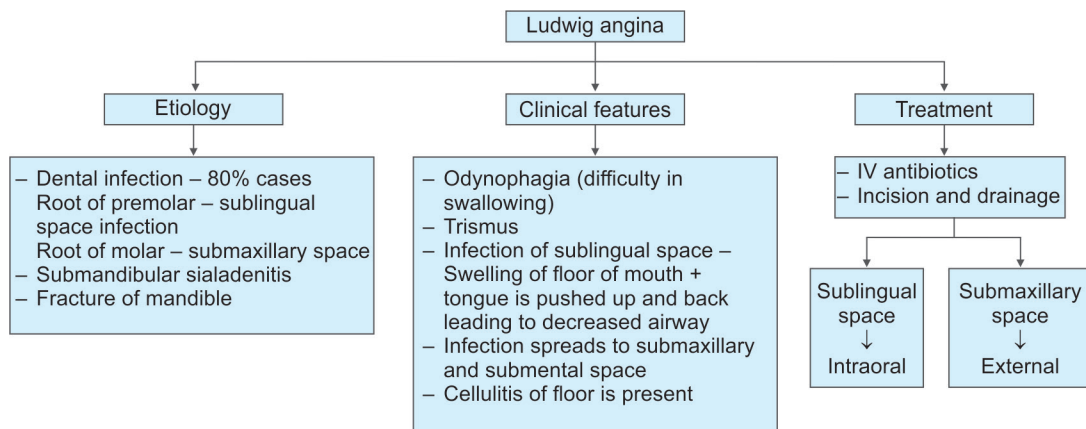 Ludwig angina
Etiology
– Dental infection – 80% cases
Root of premolar – sublingual
space infection
Root of molar – submaxillary space
– Submandibular sialadenitis
– Fracture of mandible
Clinical features
– Odynophagia (difficulty in
swallowing)
– Trismus
– Infection of sublingual space –
Swelling of floor of mouth +
tongue is pushed up and back
leading to decreased airway
– Infection spreads to submaxillary
and submental space
– Cellulitis of floor is present
Treatment
– IV antibiotics
– Incision and drainage
Sublingual
space
↓
Intraoral
Submaxillary
space
↓
External